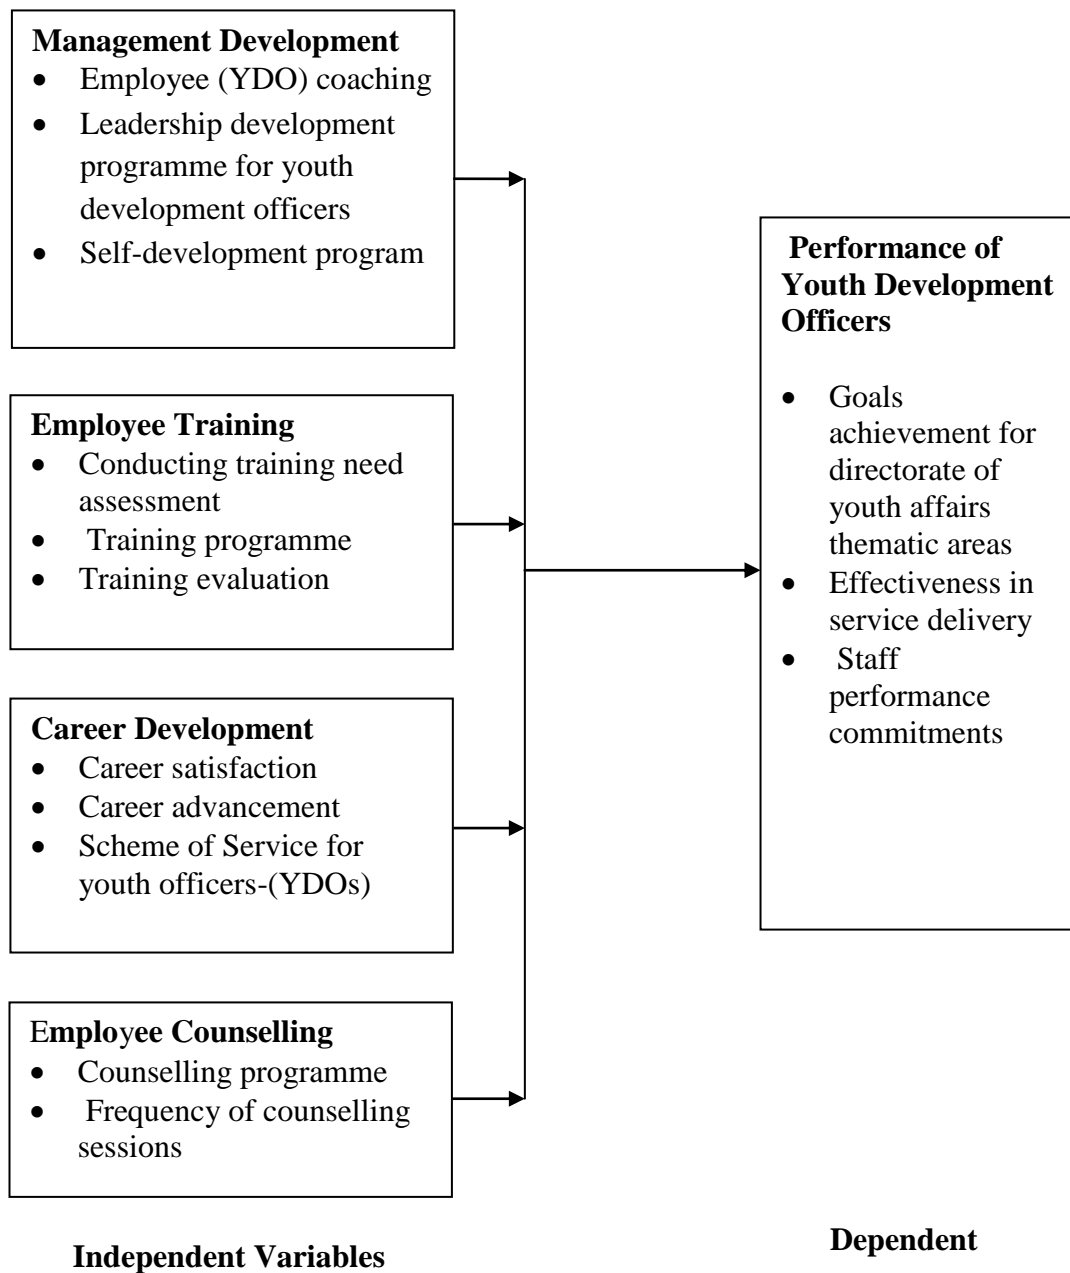 Management Development
• Employee (YDO) coaching
• Leadership development
programme for youth
development officers
• Self-development program
Employee Training
• Conducting training need
assessment
• Training programme
• Training evaluation
Career Development
• Career satisfaction
• Career advancement
• Scheme of Service for
youth officers-(YDOs)
Employee Counselling
• Counselling programme
• Frequency of counselling
sessions
Independent Variables
Performance of
Youth Development
Officers
• Goals
achievement for
directorate of
youth affairs
thematic areas
• Effectiveness in
service delivery
• Staff
performance
commitments
Dependent